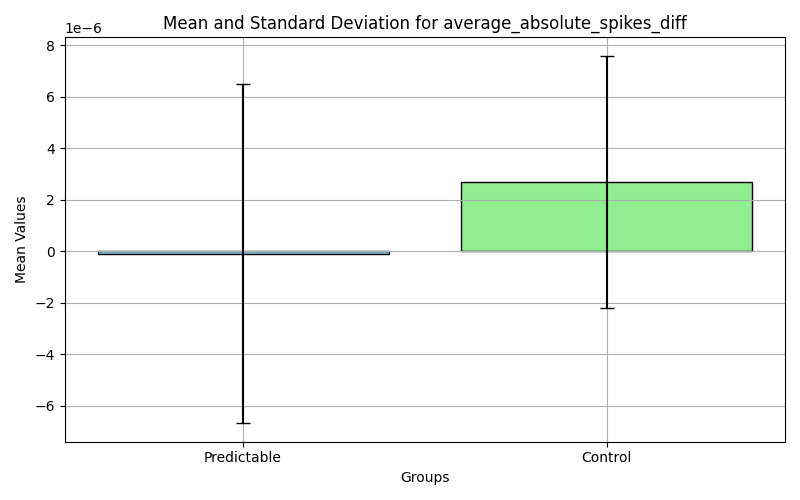 Mean and Standard Deviation for average_absolute_spikes_diff
1e−6
8
6
4
2
0
−2
−4
−6
Mean Values
Predictable
Control
Groups